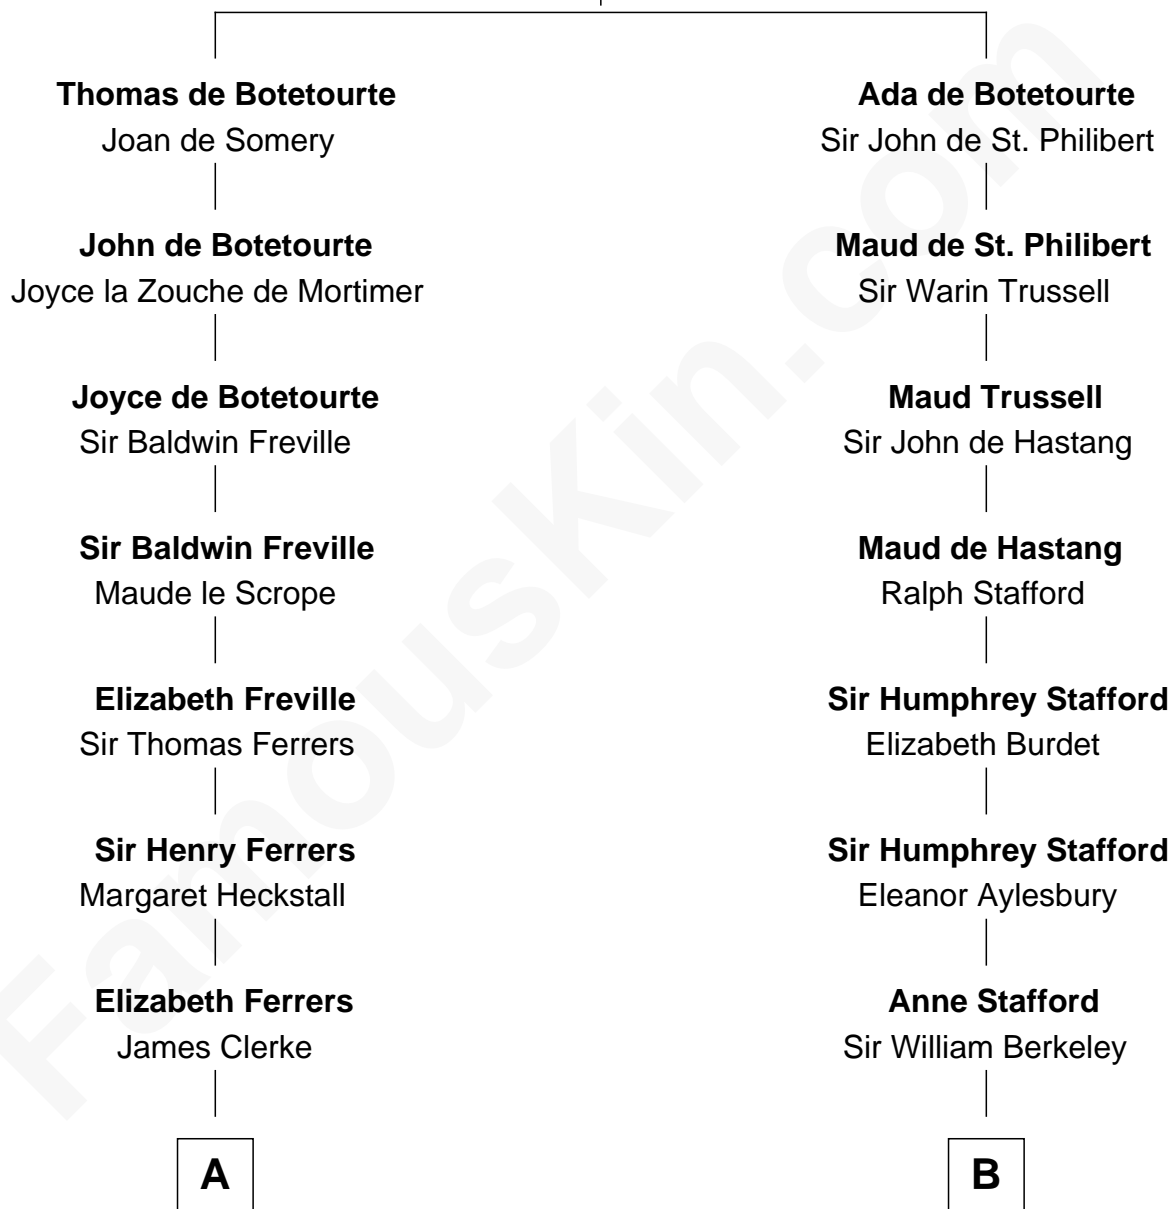 Thomas de Botetourte
Joan de Somery
John de Botetourte
Joyce la Zouche de Mortimer
Joyce de Botetourte
Sir Baldwin Freville
Sir Baldwin Freville
Maude le Scrope
Elizabeth Freville
Sir Thomas Ferrers
Sir Henry Ferrers
Margaret Heckstall
Elizabeth Ferrers
James Clerke
A
Ada de Botetourte
Sir John de St. Philibert
Maud de St. Philibert
Sir Warin Trussell
Maud Trussell
Sir John de Hastang
Maud de Hastang
Ralph Stafford
Sir Humphrey Stafford
Elizabeth Burdet
Sir Humphrey Stafford
Eleanor Aylesbury
Anne Stafford
Sir William Berkeley
B
FamousKin.com